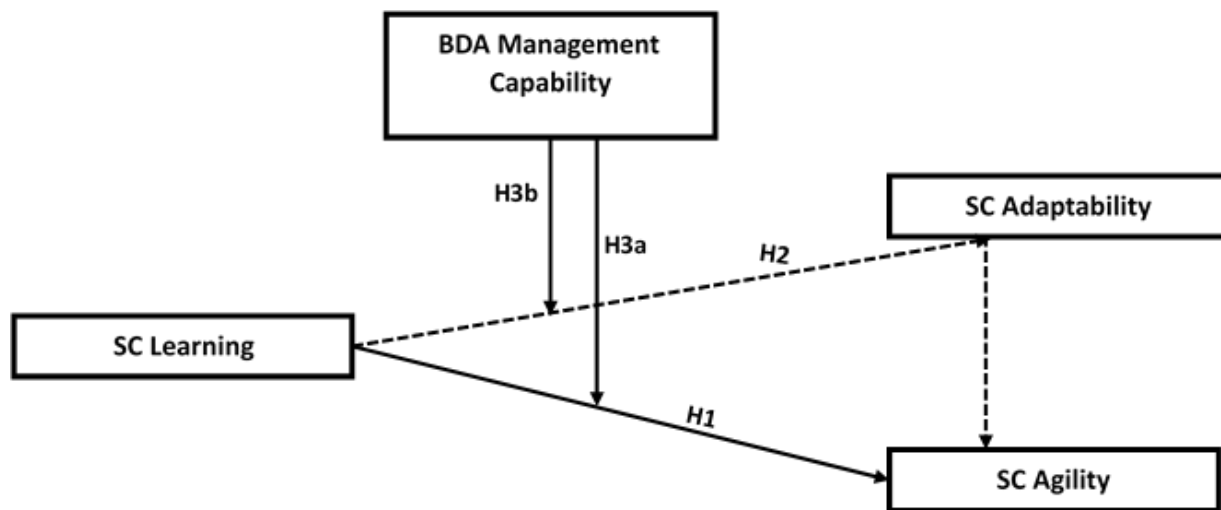 BDA Management
Capability
H3b
SC Adaptability
H3a
H2
SC Learning
H1
SC Agility